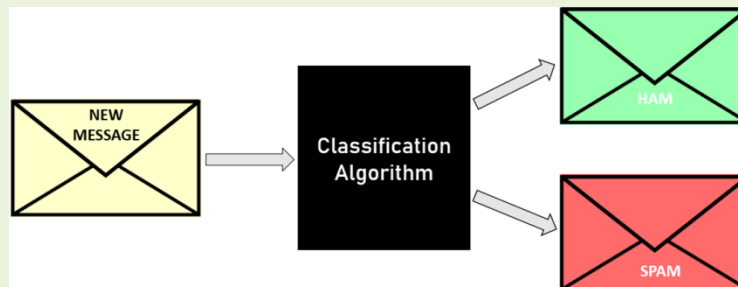 NEW
MESSAGE
Classification
Algorithm
HAM
SPAM